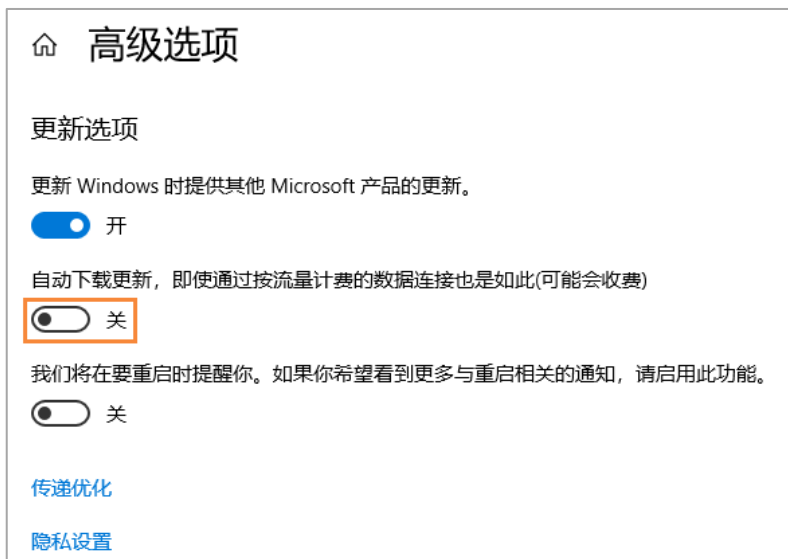 高级选项
更新选项
更新 Windows 时提供其他 Microsoft 产品的更新。
开
自动下载更新，即使通过按流量计费的数据连接也是如此(可能会收费)
关
我们将在要重启时提醒你。如果你希望看到更多与重启相关的通知，请启用此功能。
关
传递优化
隐私设置